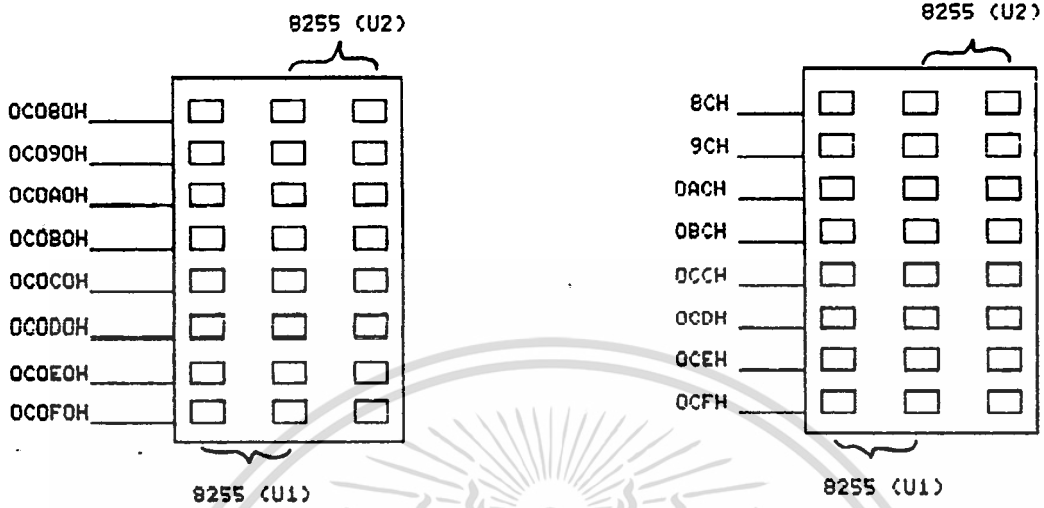 8255 (U2)
0C080H
0C090H
0C0A0H
0C0B0H
0C0C0H
0C0D0H
0C0E0H
0C0F0H
8255 (U1)
8255 (U2)
8CH
9CH
0ACH
0BCH
0CCH
0CDH
0CEH
0CFH
8255 (U1)